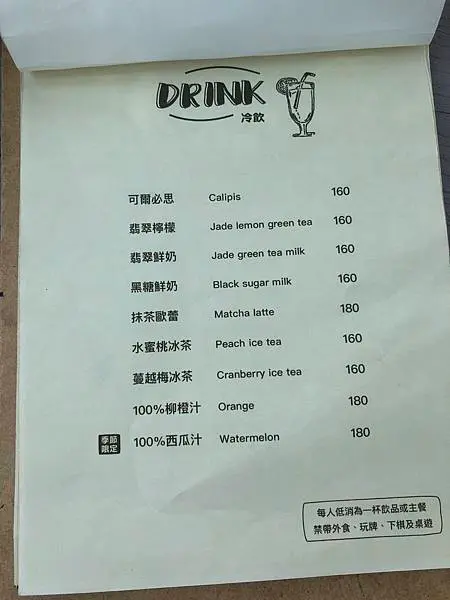 DRINK
冷飲
可爾必思 Calipis 160
翡翠檸檬 Jade lemon green tea 160
翡翠鮮奶 Jade green tea milk 160
黑糖鮮奶 Black sugar milk 160
抹茶歐蕾 Matcha latte 180
水蜜桃冰茶 Peach ice tea 160
蔓越梅冰茶 Cranberry ice tea 160
100%柳橙汁 Orange 180
季節限定 100%西瓜汁 Watermelon 180
每人低消為一杯飲品或主餐
禁帶外食、玩牌、下棋及桌遊